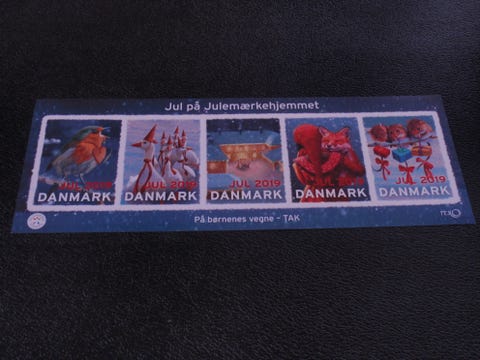 Jul på Julemærkehjemmet
JUL 2019
DANMARK
JUL 2019
DANMARK
JUL 2019
DANMARK
JUL
DANMARK
JUL 2019
DANMARK
På børnenes vegne – TAK